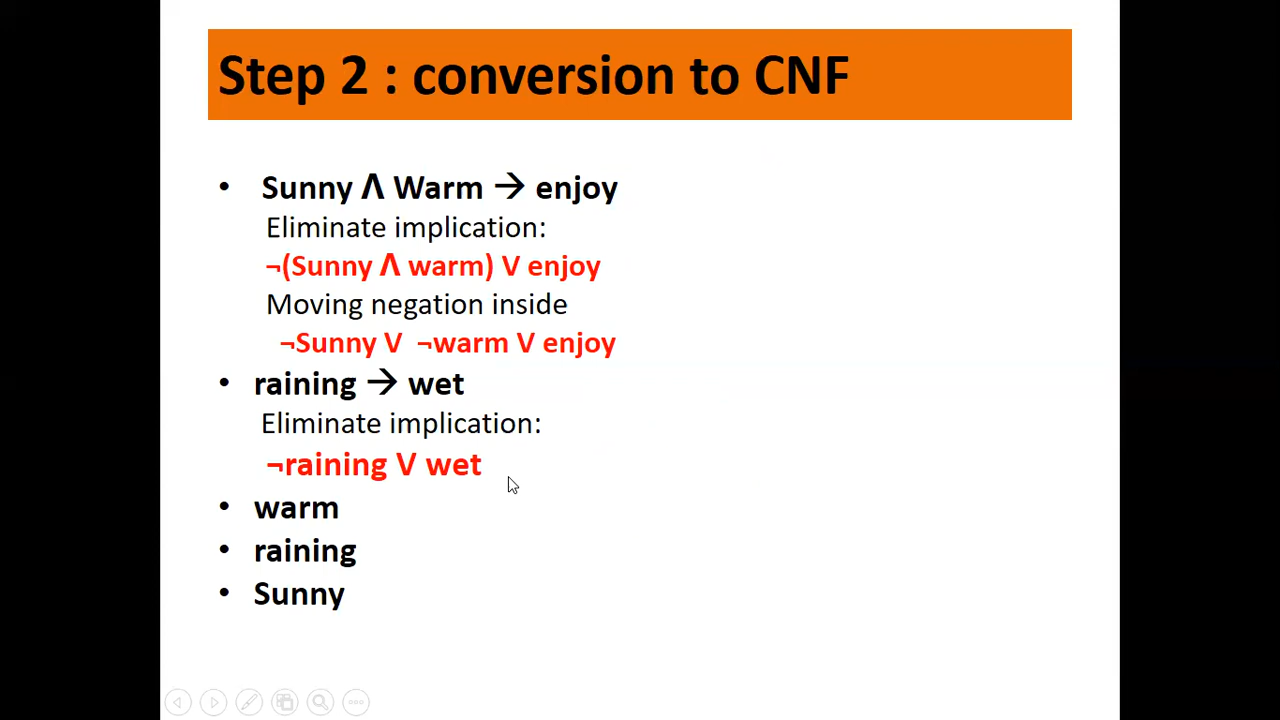 Step 2 : conversion to CNF
• Sunny Λ Warm → enjoy
Eliminate implication:
¬(Sunny Λ warm) V enjoy
Moving negation inside
¬Sunny V ¬warm V enjoy
• raining → wet
Eliminate implication:
¬raining V wet
• warm
• raining
• Sunny